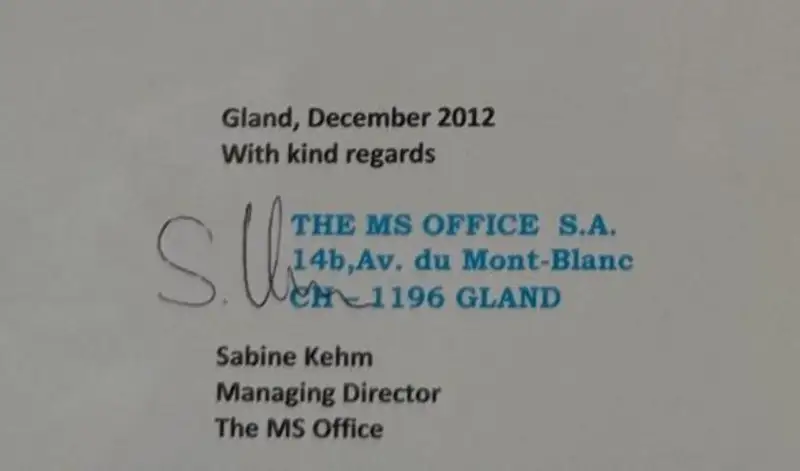 Gland, December 2012
With kind regards
THE MS OFFICE S.A.
14b,Av. du Mont-Blanc
CH - 1196 GLAND
Sabine Kehm
Managing Director
The MS Office